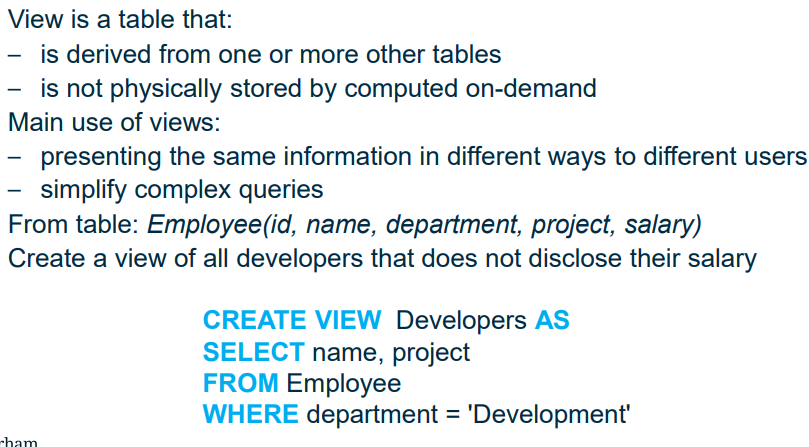 View is a table that:
– is derived from one or more other tables
– is not physically stored by computed on-demand
Main use of views:
– presenting the same information in different ways to different users
– simplify complex queries
From table: Employee(id, name, department, project, salary)
Create a view of all developers that does not disclose their salary
CREATE VIEW Developers AS
SELECT name, project
FROM Employee
WHERE department = 'Development'
rham